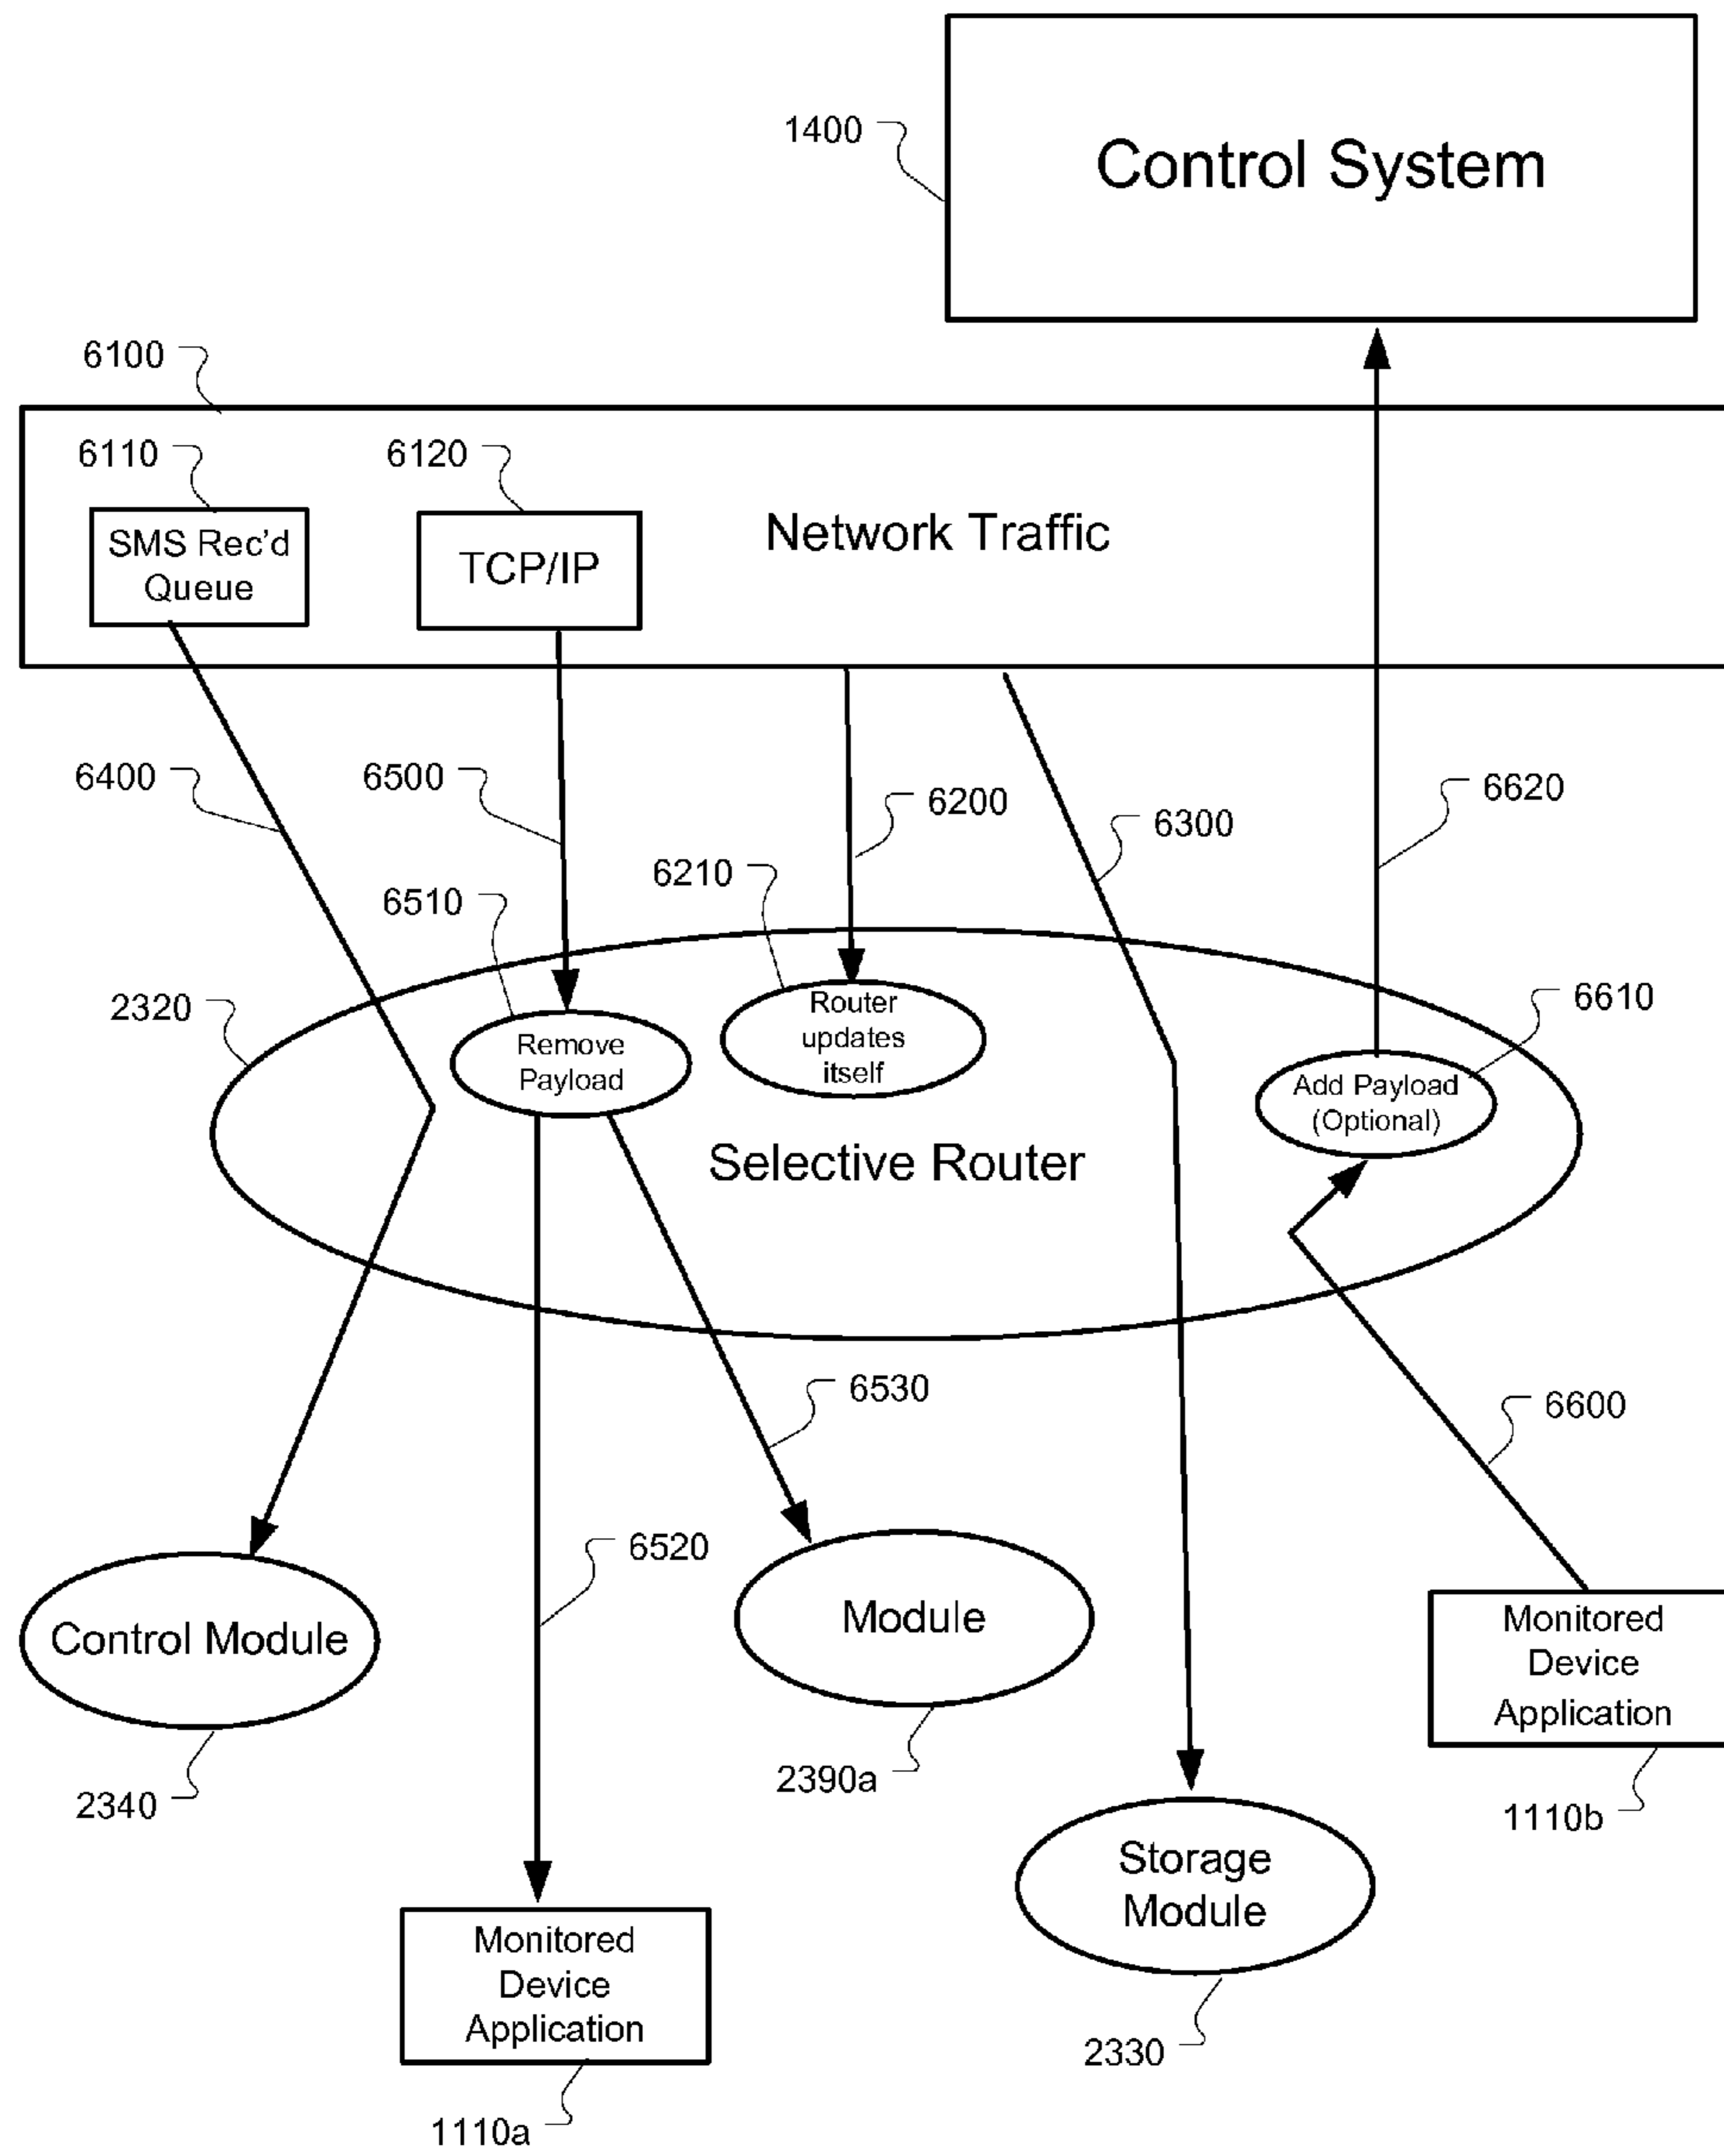 1400
Control System
6100
6110
6120
SMS Rec'd
Queue
TCP/IP
Network Traffic
6400
6500
6200
6300
6620
6510
6210
2320
6610
Remove
Payload
Router
updates
itself
Add Payload
(Optional)
Selective Router
6530
6600
6520
Control Module
Module
Monitored
Device
Application
2340
2390a
1110b
Storage
Module
Monitored
Device
Application
2330
1110a